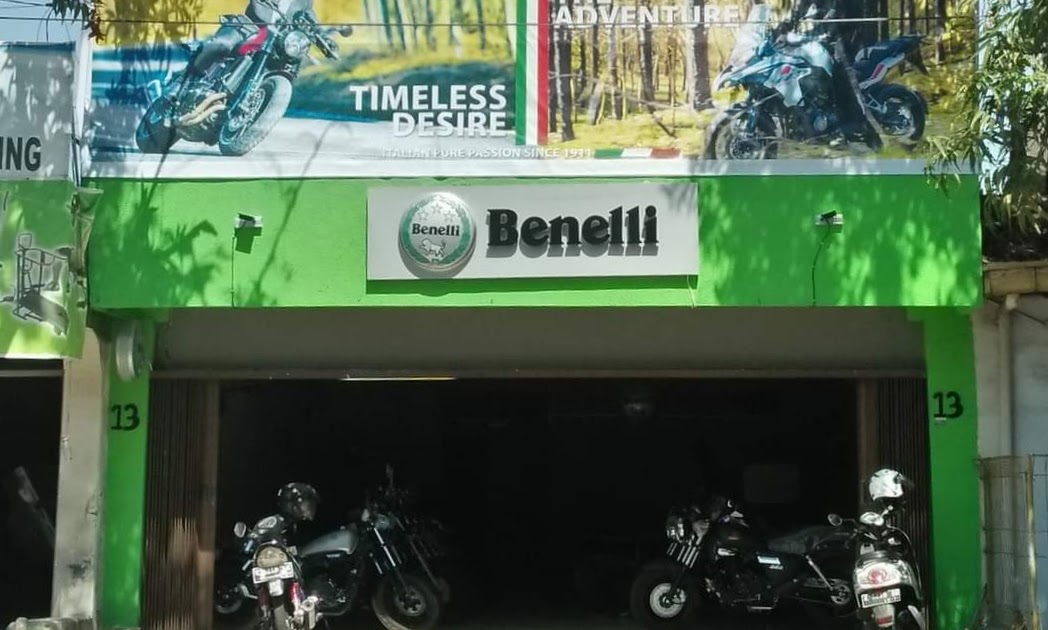 ADVENTURE
TIMELESS
DESIRE
ITALIAN PURE PASSION SINCE 1911
ING
Benelli
Benelli
13
13